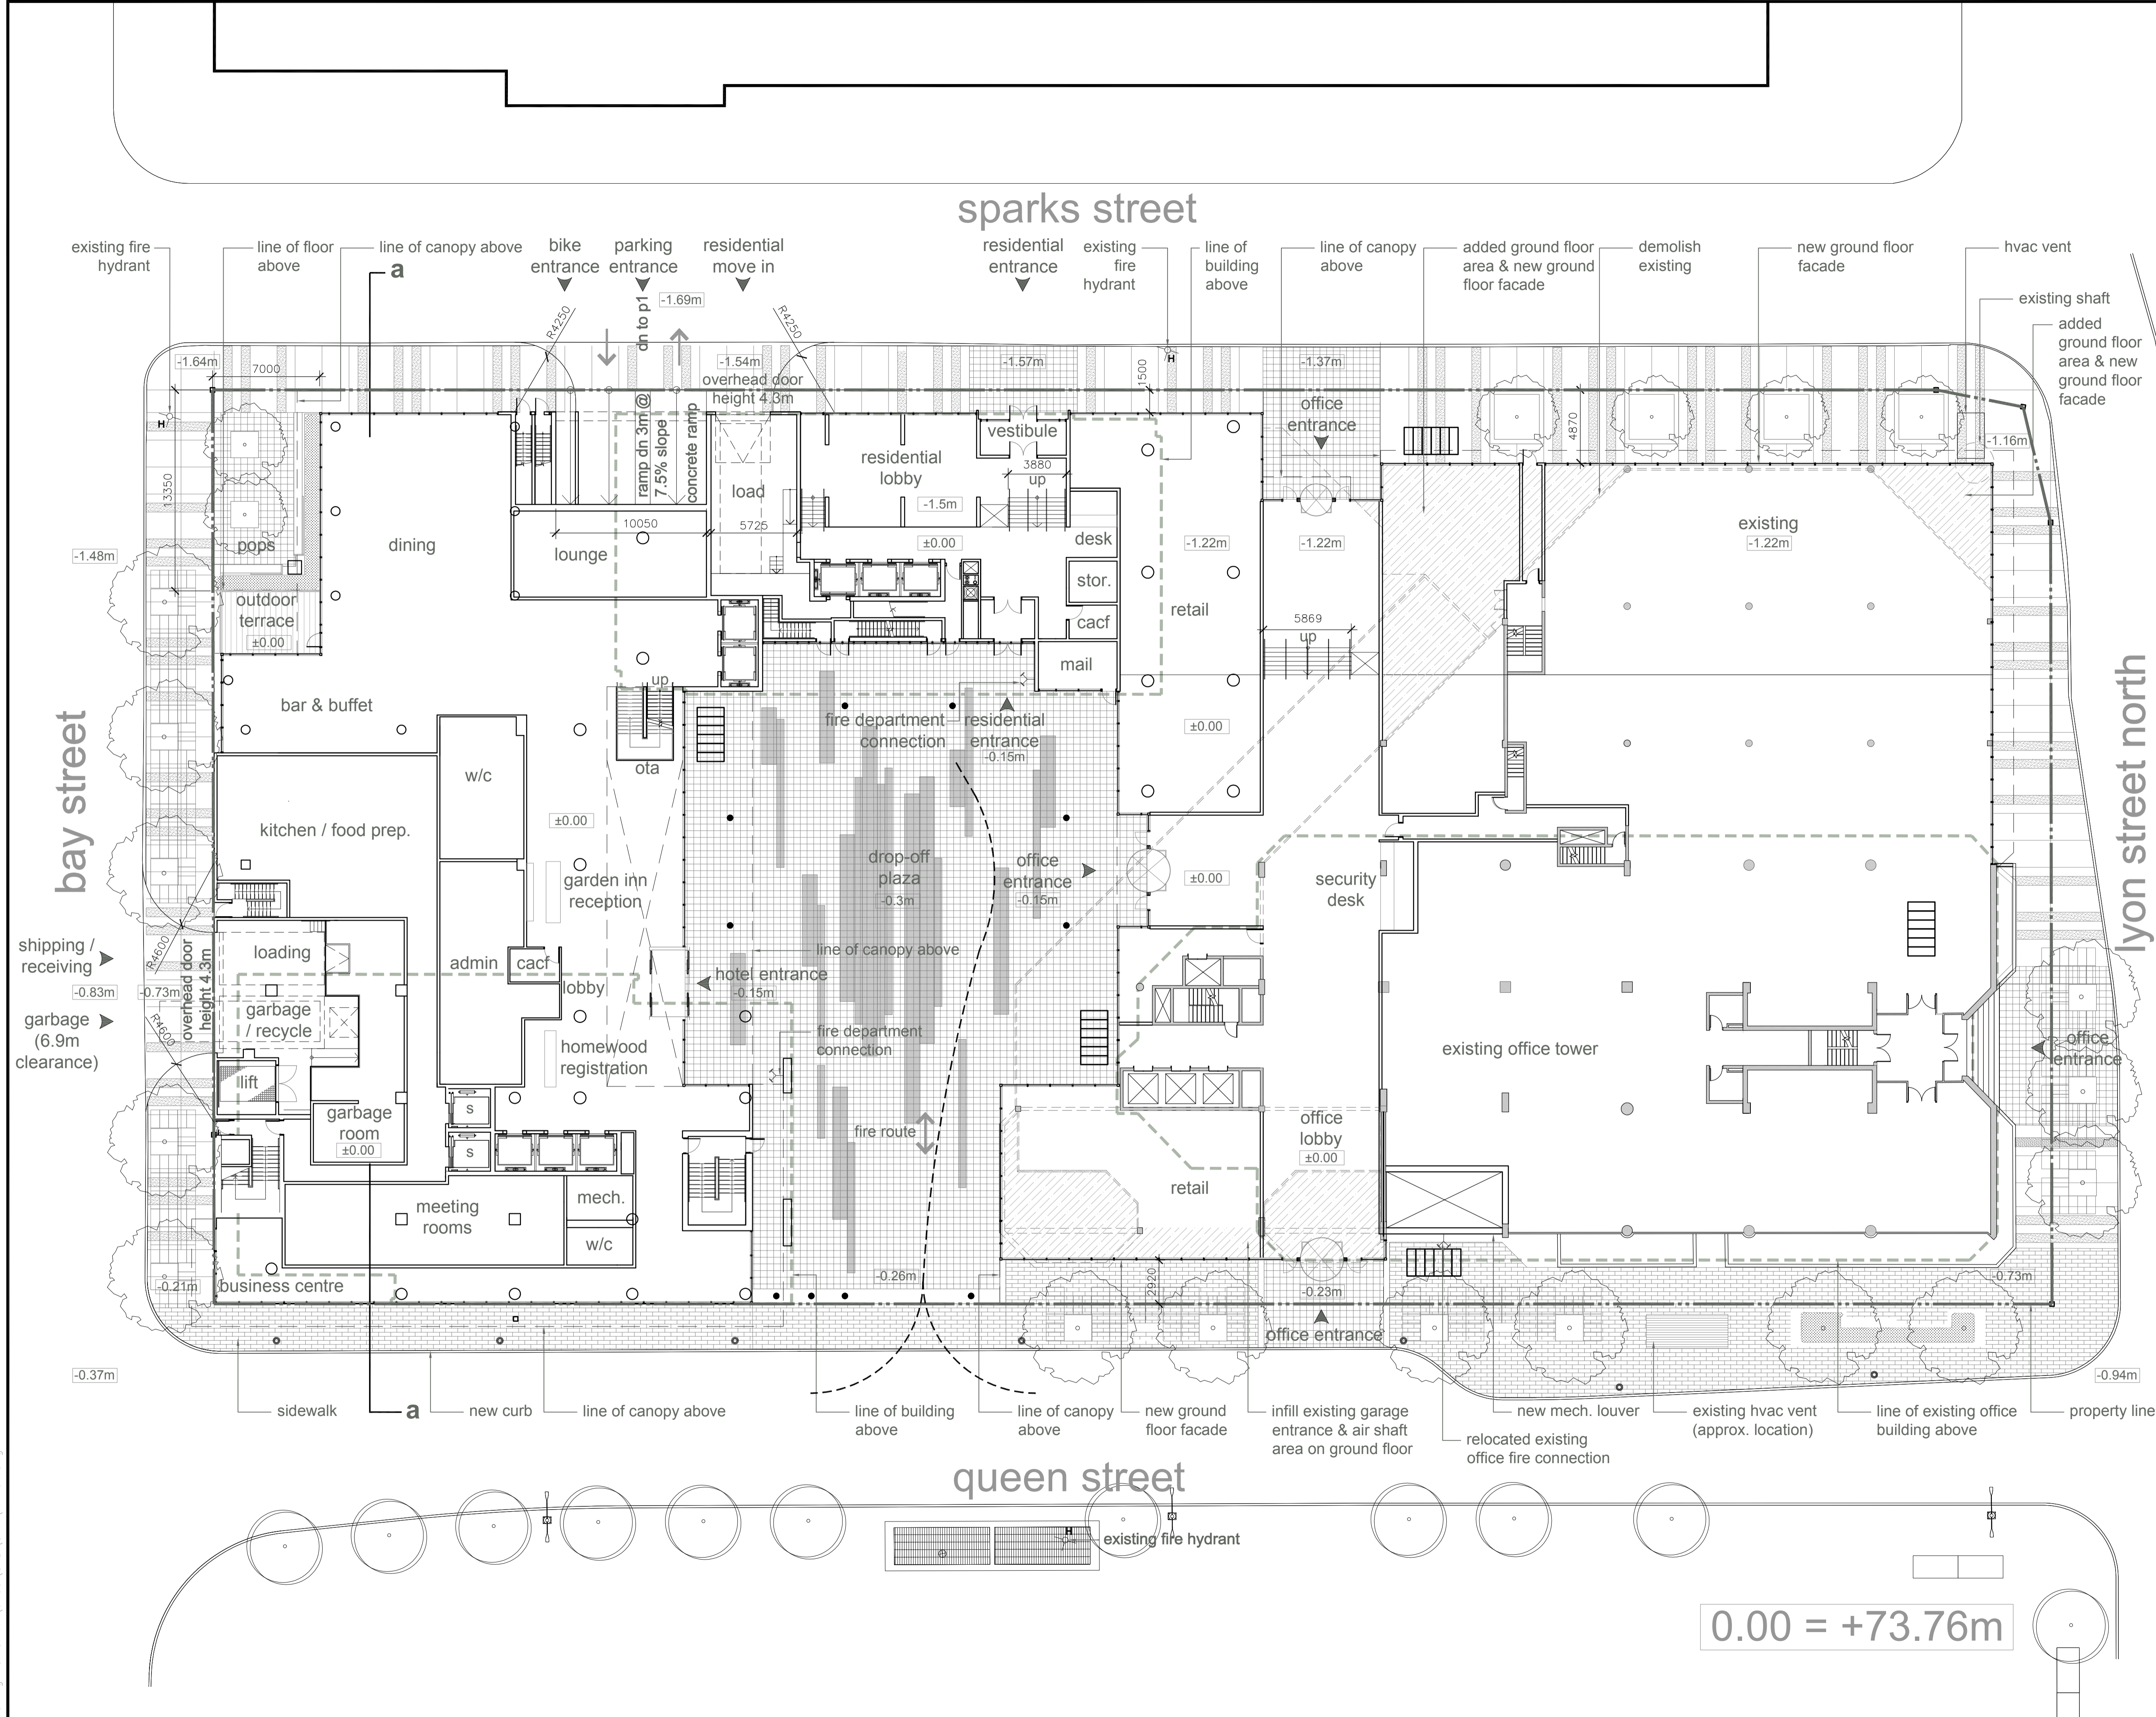 sparks street
existing fire
hydrant
line of floor
above
line of canopy above
a
bike
entrance
parking
entrance
residential
move in
residential
entrance
existing
fire
hydrant
line of
building
above
line of canopy
above
added ground floor
area & new ground
floor facade
demolish
existing
new ground floor
facade
hvac vent
existing shaft
added
ground floor
area & new
ground floor
facade
-1.69m
dn to p1
R4250
R4250
-1.64m
7000
-1.54m
overhead door
height 4.3m
-1.57m
H
1500
-1.37m
office
entrance
4870
-1.16m
H
13350
ramp dn 3m @
7.5% slope
concrete ramp
vestibule
3880
up
residential
lobby
-1.5m
load
10050
5725
pops
dining
lounge
±0.00
desk
-1.22m
-1.22m
existing
-1.22m
-1.48m
stor.
outdoor
terrace
±0.00
cacf
retail
5869
up
mail
up
bay street
lyon street north
bar & buffet
fire department
connection
residential
entrance
-0.15m
±0.00
ota
w/c
kitchen / food prep.
±0.00
drop-off
plaza
-0.3m
office
entrance
-0.15m
±0.00
security
desk
garden inn
reception
shipping /
receiving
R4600
overhead door
height 4.3m
loading
admin
cacf
line of canopy above
lobby
hotel entrance
-0.15m
-0.83m
-0.73m
garbage
(6.9m
clearance)
R4600
garbage
/ recycle
fire department
connection
homewood
registration
existing office tower
office
entrance
lift
garbage
room
±0.00
s
s
fire route
office
lobby
±0.00
meeting
rooms
mech.
w/c
retail
-0.21m
business centre
-0.26m
2920
-0.23m
office entrance
-0.73m
-0.37m
-0.94m
sidewalk
a
new curb
line of canopy above
line of building
above
line of canopy
above
new ground
floor facade
infill existing garage
entrance & air shaft
area on ground floor
new mech. louver
relocated existing
office fire connection
existing hvac vent
(approx. location)
line of existing office
building above
property line
queen street
H
existing fire hydrant
0.00 = +73.76m